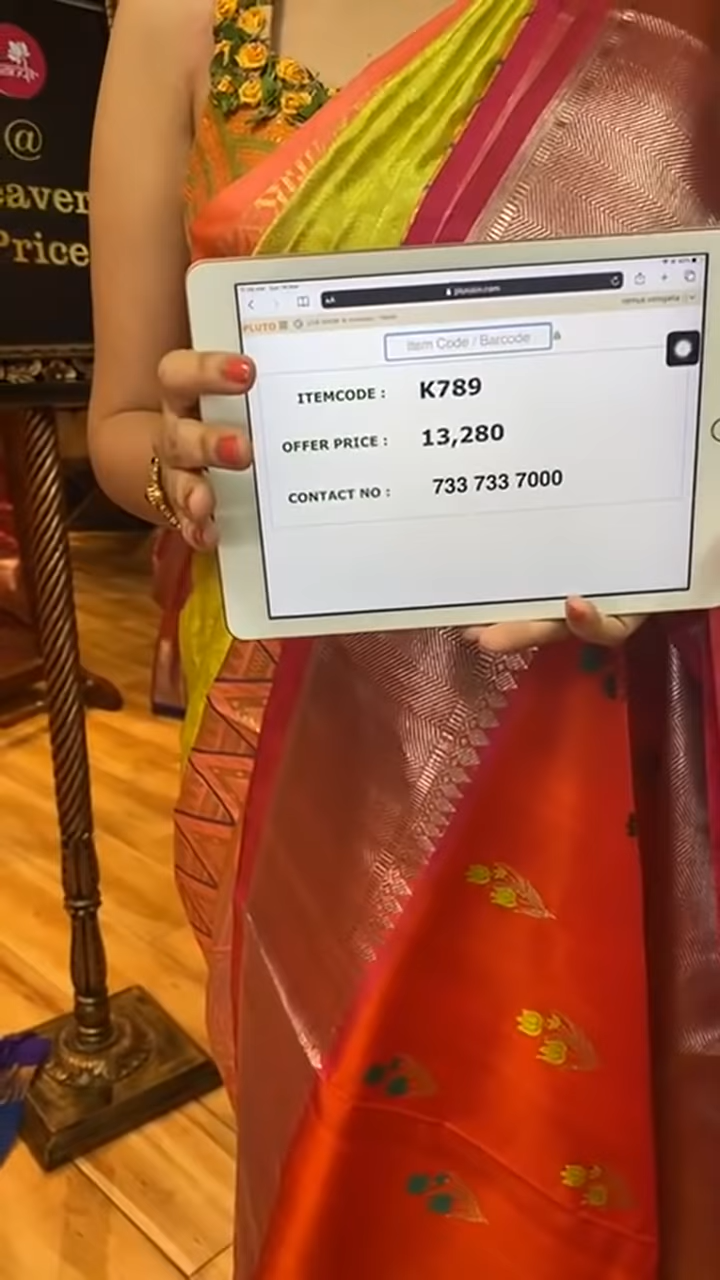 @
eaven
Price
PLUTO
Item Code / Barcode
ITEMCODE : K789
OFFER PRICE : 13,280
CONTACT NO : 733 733 7000